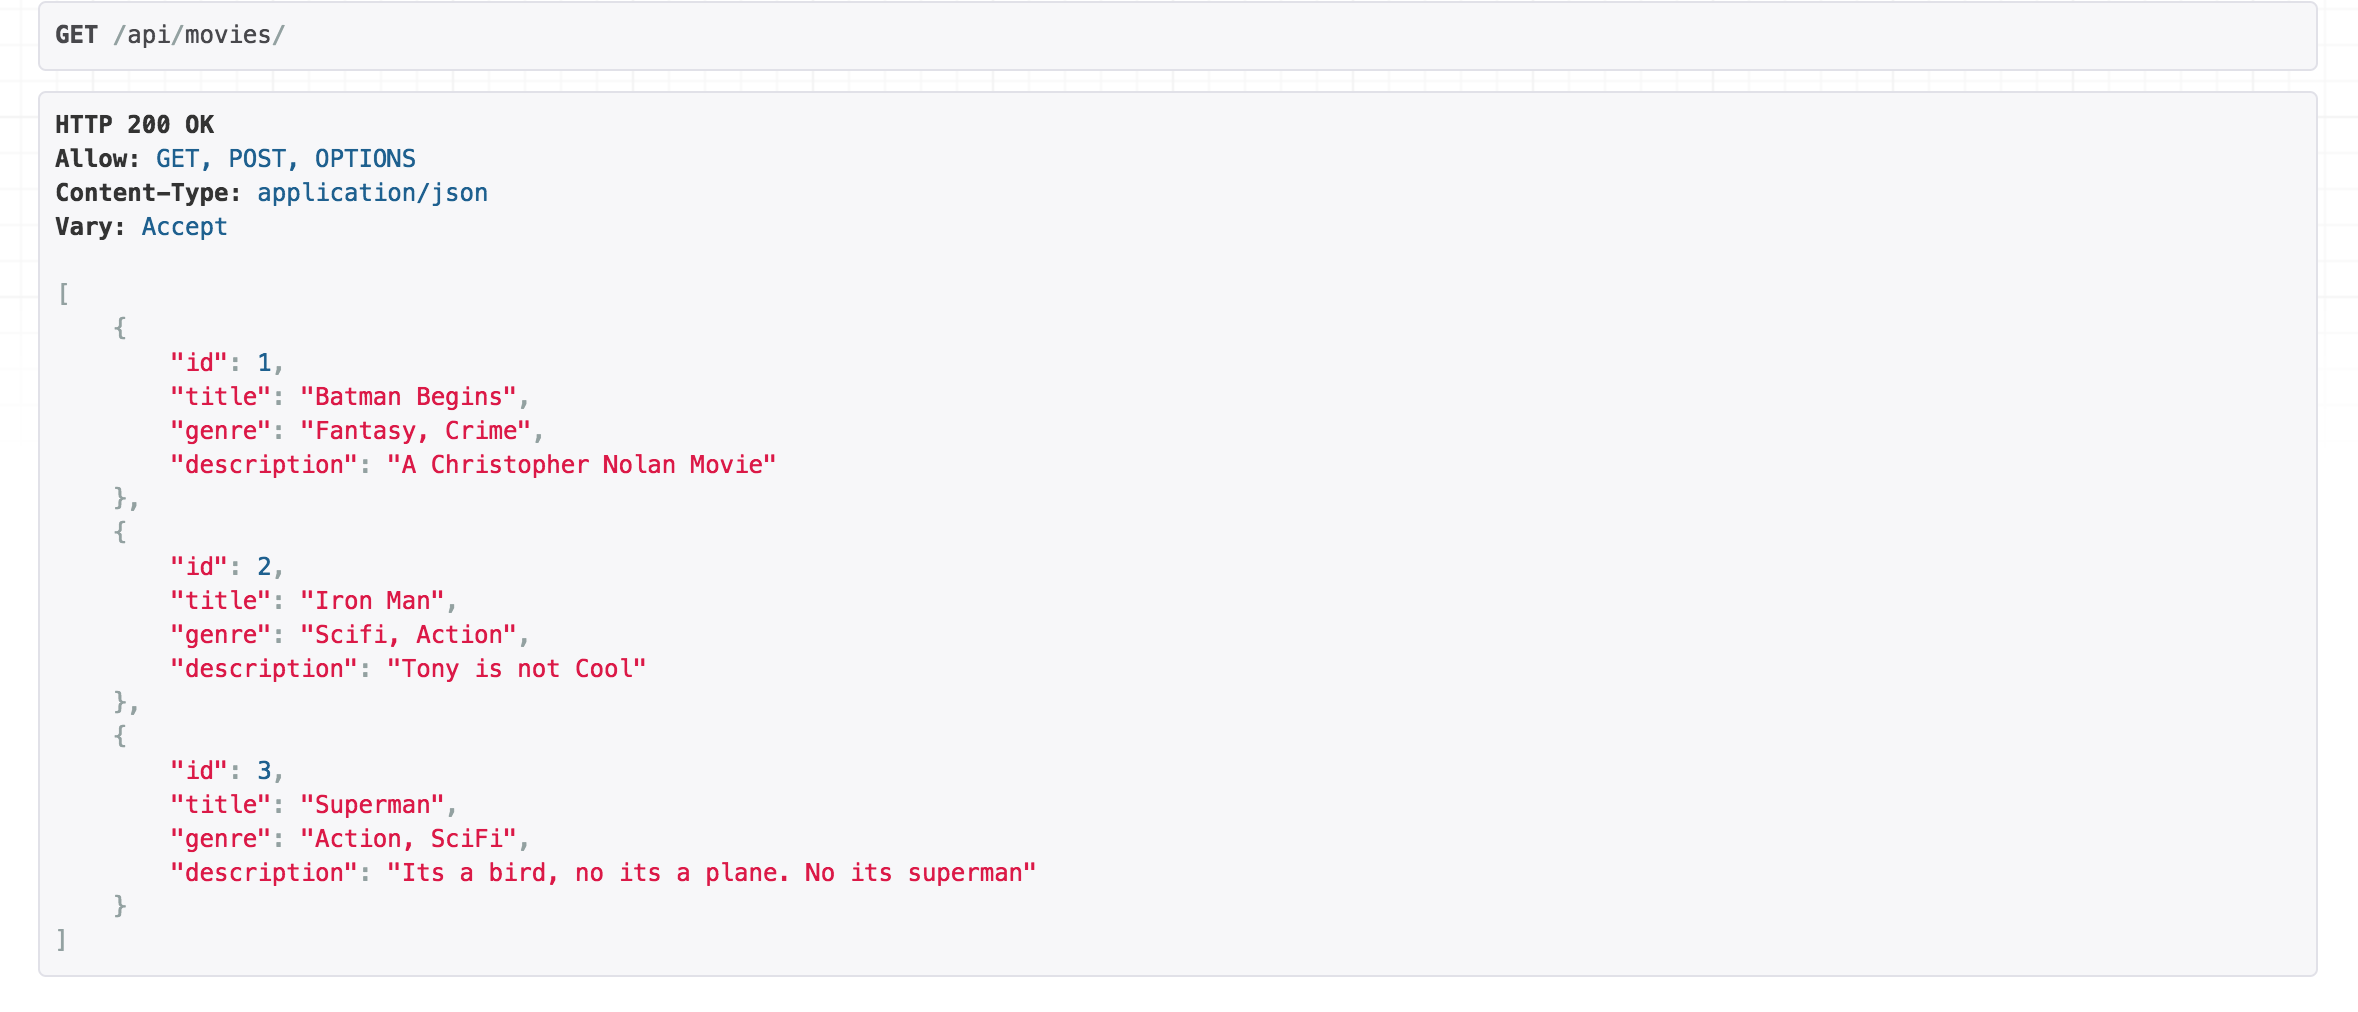 GET /api/movies/
HTTP 200 OK
Allow: GET, POST, OPTIONS
Content-Type: application/json
Vary: Accept
[
    {
        "id": 1,
        "title": "Batman Begins",
        "genre": "Fantasy, Crime",
        "description": "A Christopher Nolan Movie"
    },
    {
        "id": 2,
        "title": "Iron Man",
        "genre": "Scifi, Action",
        "description": "Tony is not Cool"
    },
    {
        "id": 3,
        "title": "Superman",
        "genre": "Action, SciFi",
        "description": "Its a bird, no its a plane. No its superman"
    }
]